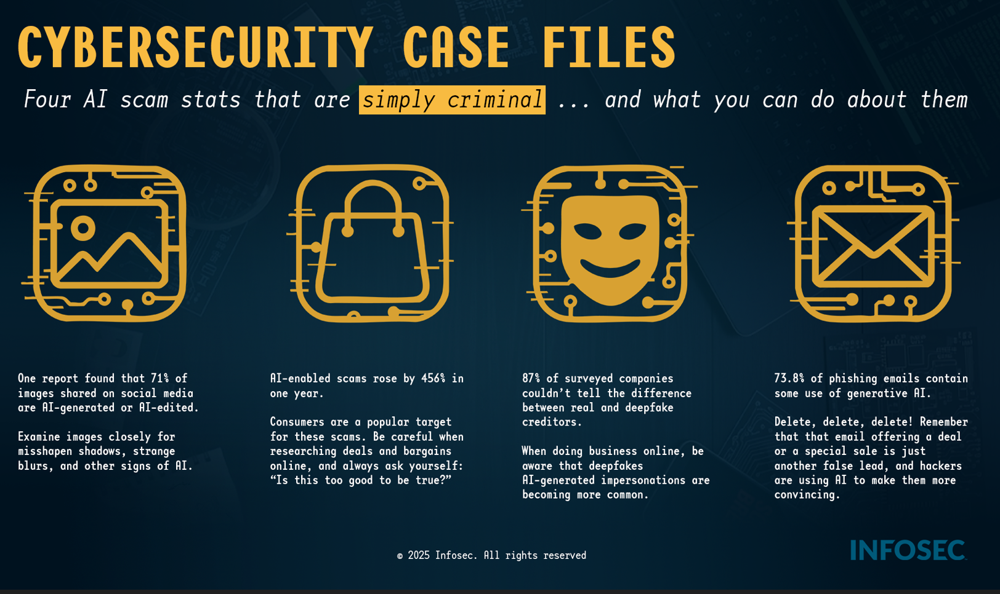 CYBERSECURITY CASE FILES
Four AI scam stats that are simply criminal ... and what you can do about them
One report found that 71% of
images shared on social media
are AI-generated or AI-edited.
Examine images closely for
misshapen shadows, strange
blurs, and other signs of AI.
AI-enabled scams rose by 456% in
one year.
Consumers are a popular target
for these scams. Be careful when
researching deals and bargains
online, and always ask yourself:
“Is this too good to be true?”
87% of surveyed companies
couldn’t tell the difference
between real and deepfake
creditors.
When doing business online, be
aware that deepfakes
AI-generated impersonations are
becoming more common.
73.8% of phishing emails contain
some use of generative AI.
Delete, delete, delete! Remember
that that email offering a deal
or a special sale is just
another false lead, and hackers
are using AI to make them more
convincing.
© 2025 Infosec. All rights reserved
INFOSEC